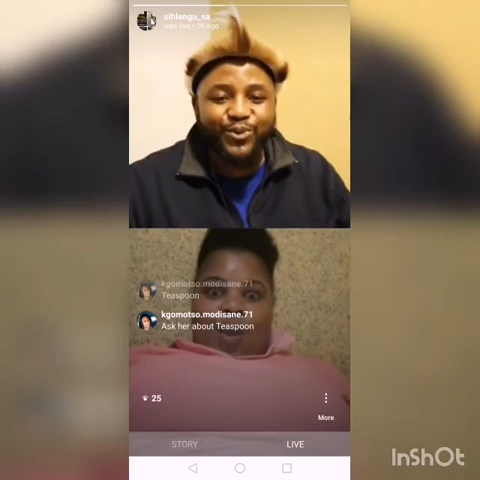 sihlangu_sa_
was live • 2h ago
kgomotso.modisane.71
Teaspoon
kgomotso.modisane.71
Ask her about Teaspoon
25
More
STORY
LIVE
InShOt